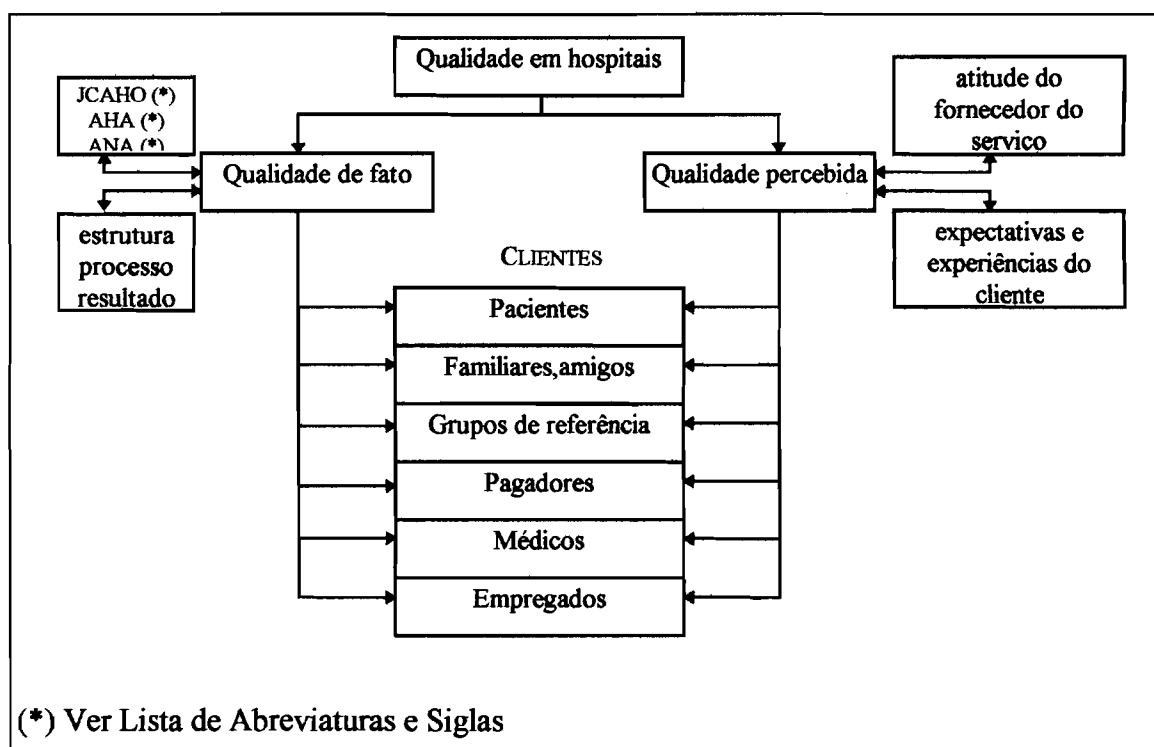 Qualidade em hospitais
JCAHO (*)
AHA (*)
ANA (*)
atitude do
fornecedor do
servico
Qualidade de fato
Qualidade percebida
estrutura
processo
resultado
expectativas e
experiências do
cliente
CLIENTES
Pacientes
Familiares,amigos
Grupos de referência
Pagadores
Médicos
Empregados
(*) Ver Lista de Abreviaturas e Siglas